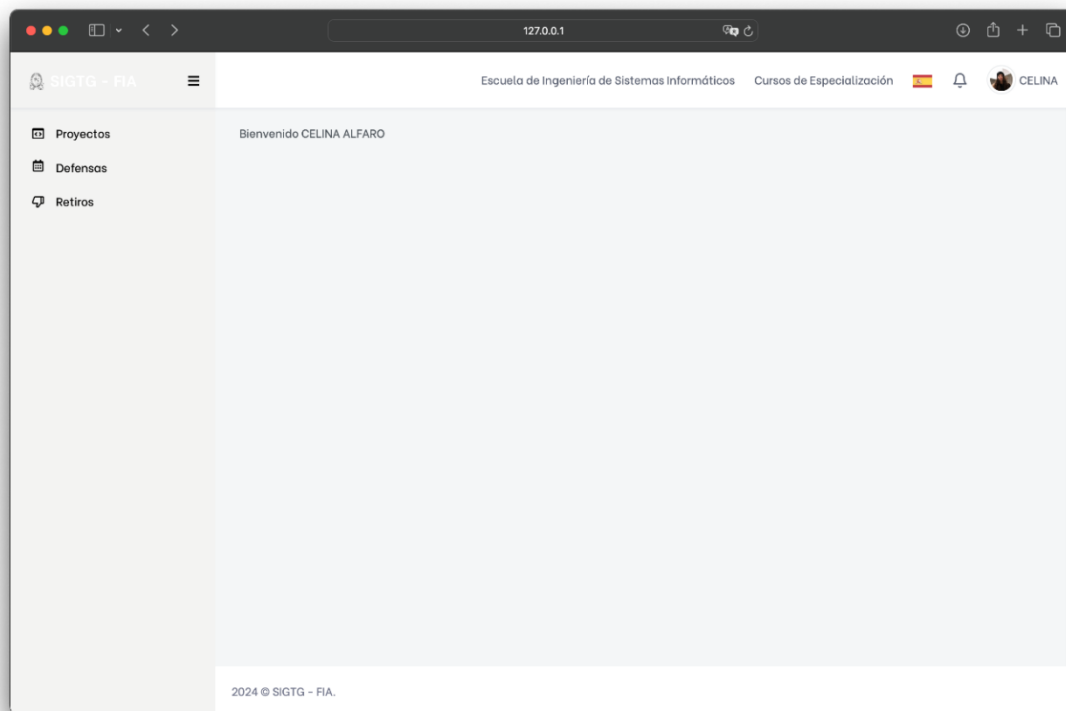 127.0.0.1
SIGTG - FIA
Escuela de Ingeniería de Sistemas Informáticos Cursos de Especialización CELINA
Proyectos
Defensas
Retiros
Bienvenido CELINA ALFARO
2024 © SIGTG - FIA.